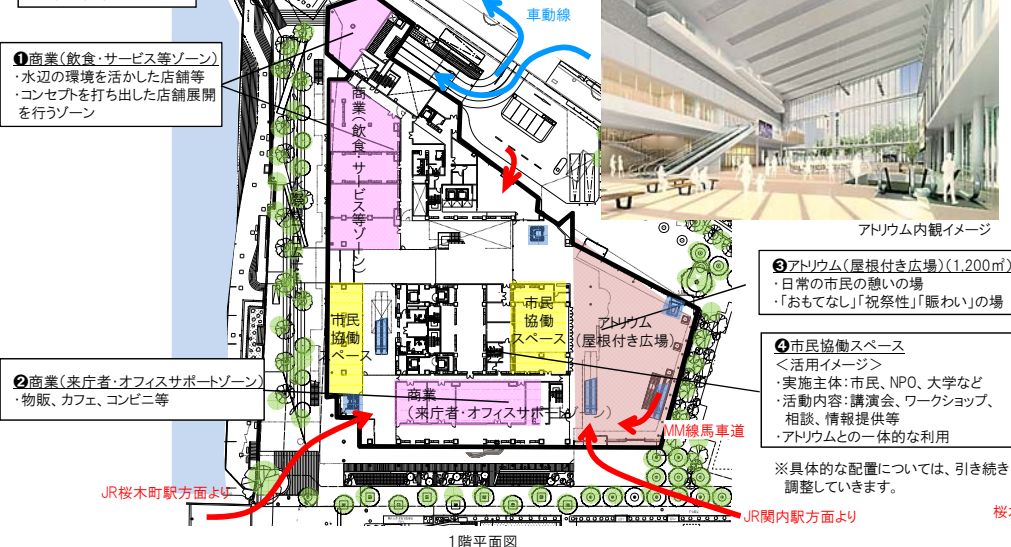 車動線
❶商業(飲食・サービス等ゾーン)
・水辺の環境を活かした店舗等
・コンセプトを打ち出した店舗展開
を行うゾーン
商業(飲食・サービス等ゾーン)
アトリウム内観イメージ
❸アトリウム(屋根付き広場)(1,200㎡)
・日常の市民の憩いの場
・「おもてなし」「祝祭性」「賑わい」の場
市民
協働
スペース
市民
協働
スペース
アトリウム
(屋根付き広場)
❹市民協働スペース
<活用イメージ>
・実施主体:市民、NPO、大学など
・活動内容:講演会、ワークショップ、
相談、情報提供等
・アトリウムとの一体的な利用
❷商業(来庁者・オフィスサポートゾーン)
・物販、カフェ、コンビニ等
商業
(来庁者・オフィスサポートゾーン)
MM線馬車道
※具体的な配置については、引き続き
調整していきます。
JR桜木町駅方面より
JR関内駅方面より
桜木
1階平面図